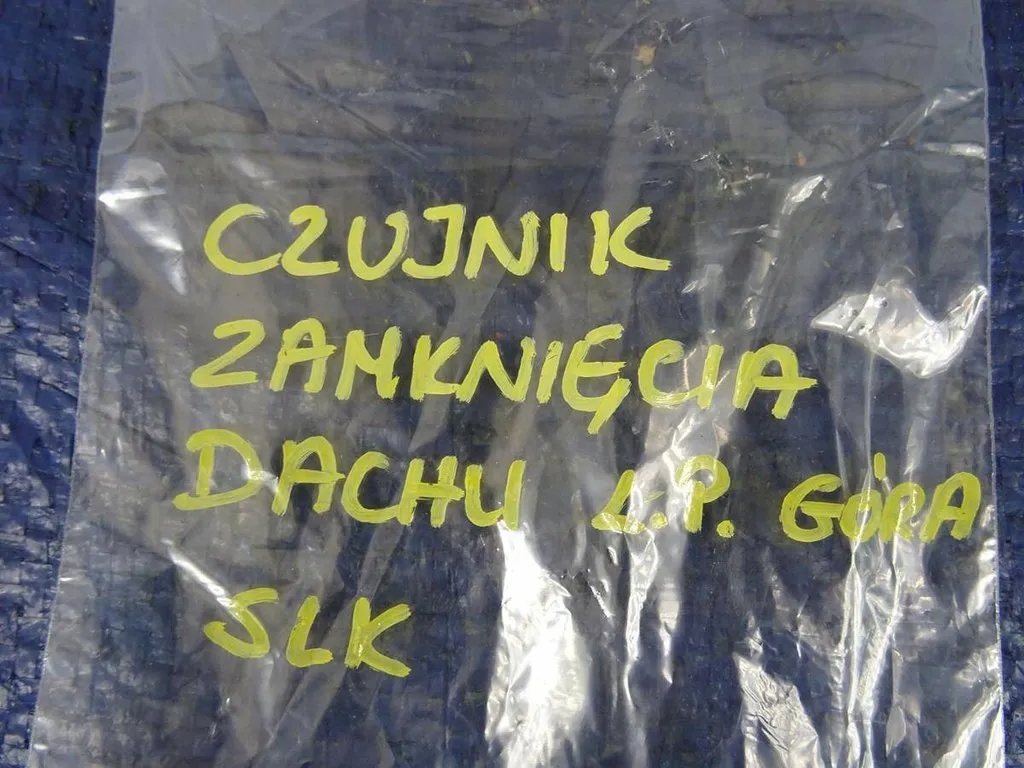 CZUJNIK
ZAMKNIĘCIA
DACHU L.P. GÓRA
SLK